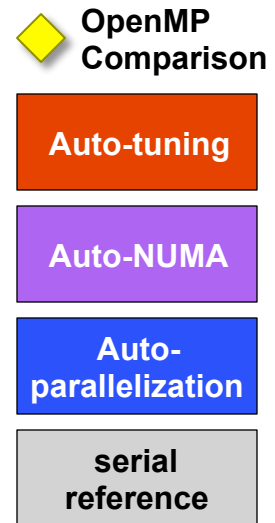 OpenMP
Comparison
Auto-tuning
Auto-NUMA
Auto-
parallelization
serial
reference